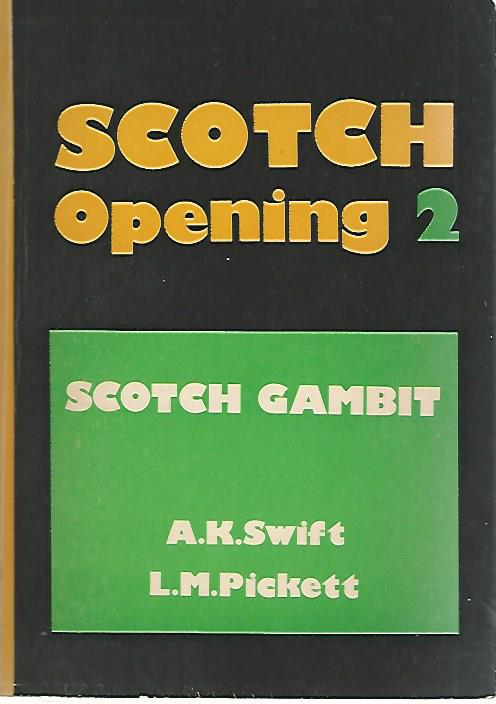 SCOTCH
Opening 2
SCOTCH GAMBIT
A.K.Swift
L.M.Pickett